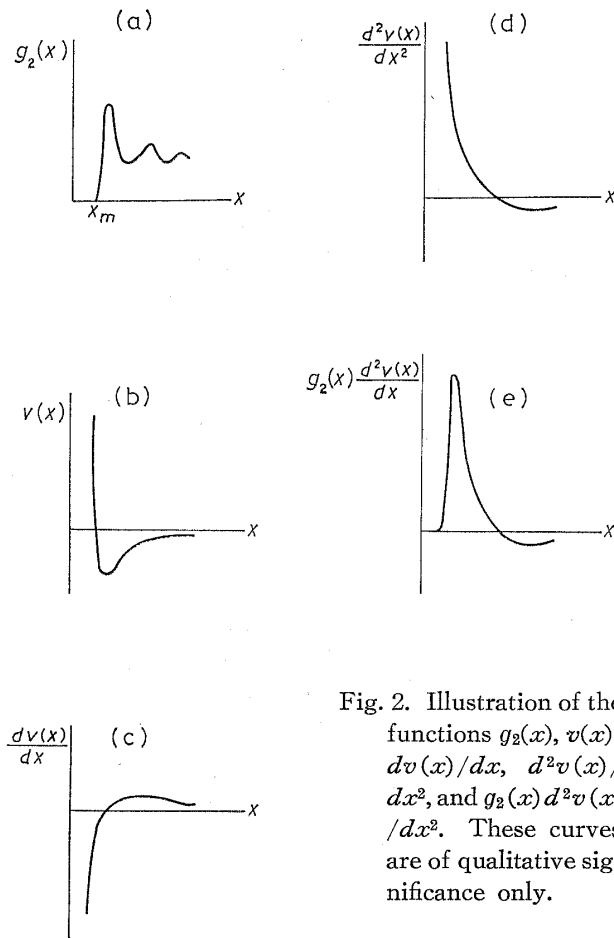 (a)
g₂(x)
x_m
x
(b)
v(x)
x
dv(x)
dx
(c)
x
(d)
d²v(x)
dx²
x
g₂(x) d²v(x)
dx
(e)
x
Fig. 2. Illustration of the
functions g₂(x), v(x)
dv(x)/dx, d²v(x)/
dx², and g₂(x) d²v(x)
/dx². These curves
are of qualitative sig-
nificance only.